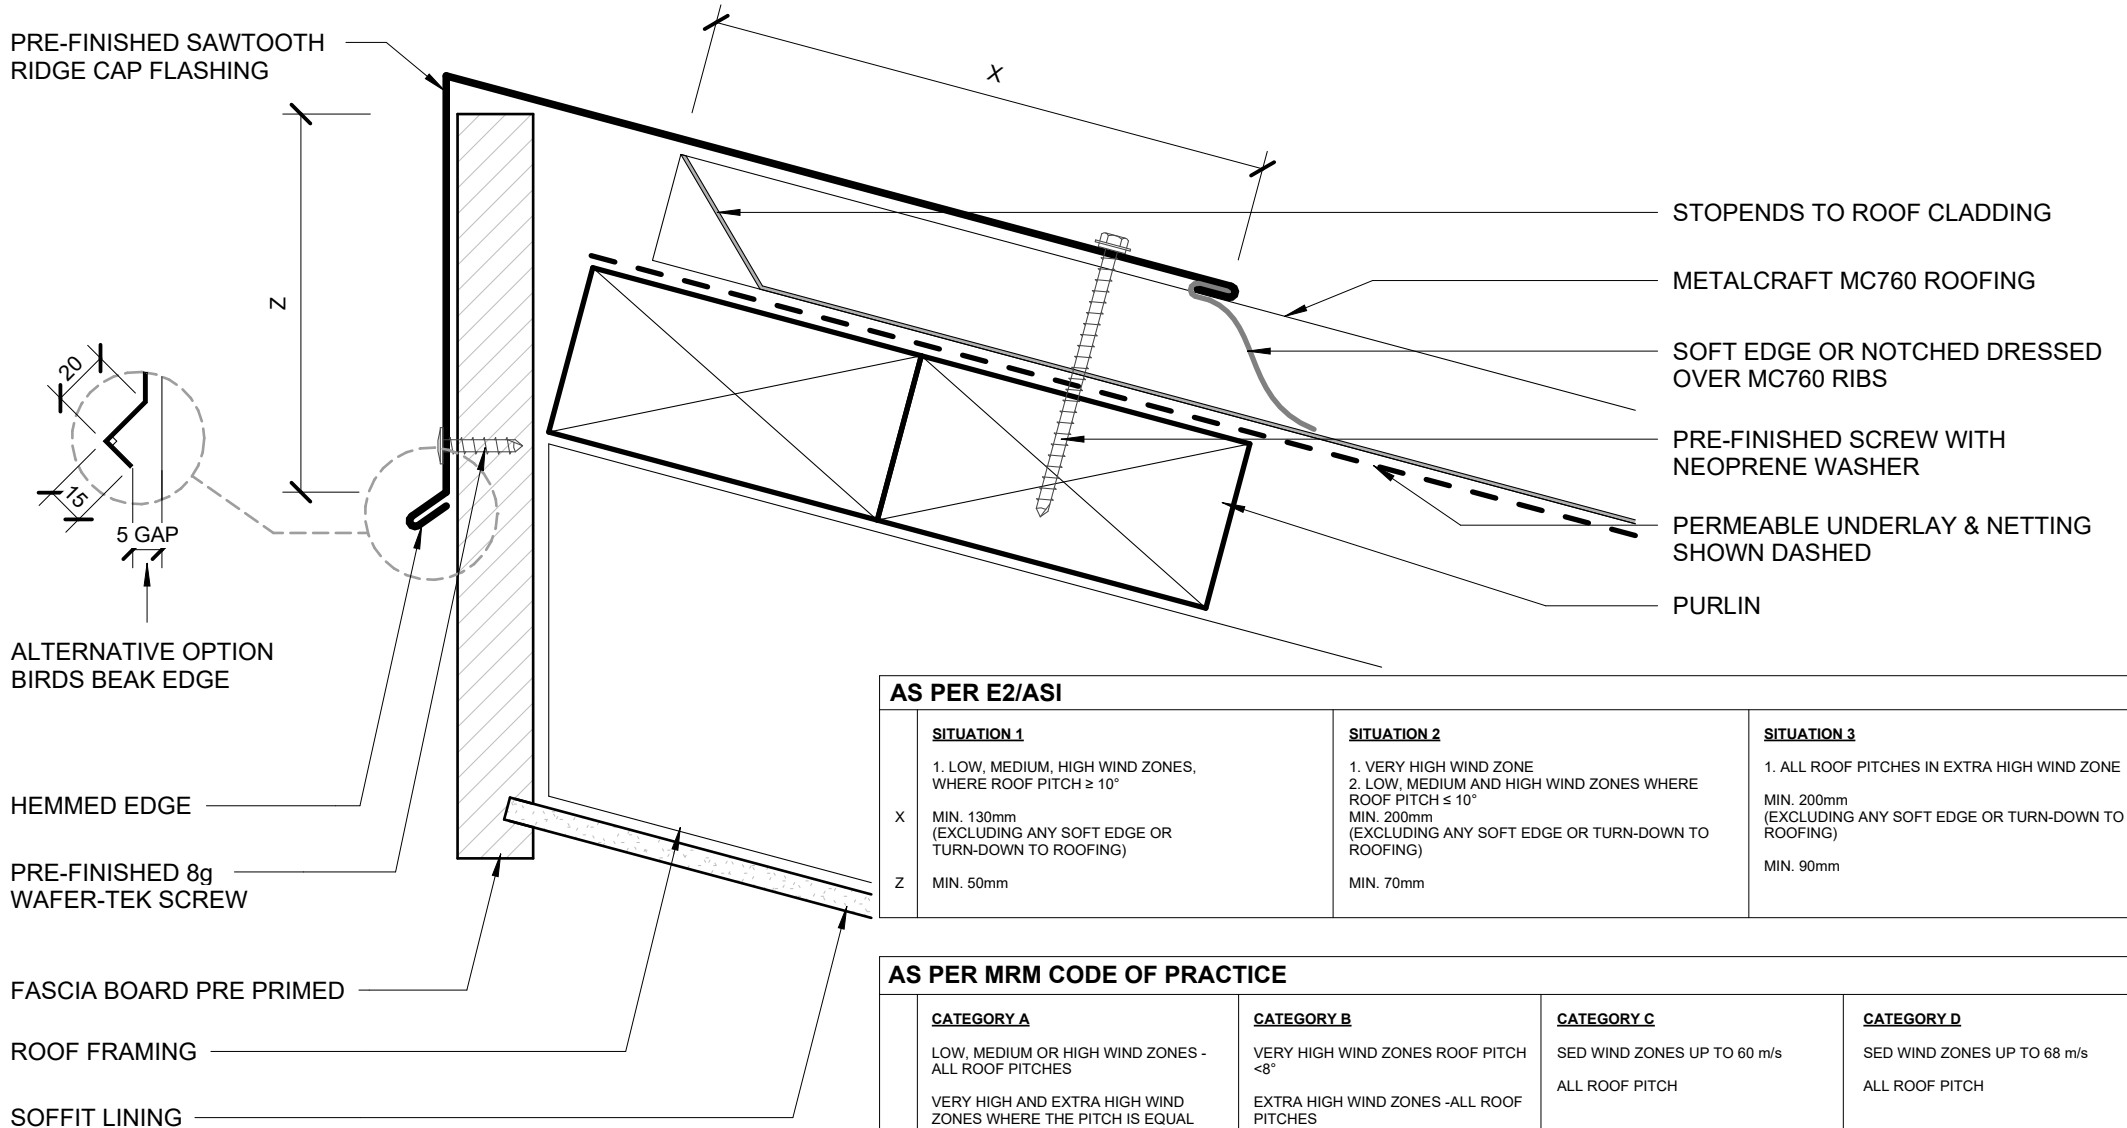 PRE-FINISHED SAWTOOTH
RIDGE CAP FLASHING
X
Z
20
15
5 GAP
ALTERNATIVE OPTION
BIRDS BEAK EDGE
HEMMED EDGE
PRE-FINISHED 8g
WAFER-TEK SCREW
FASCIA BOARD PRE PRIMED
ROOF FRAMING
SOFFIT LINING
STOPENDS TO ROOF CLADDING
METALCRAFT MC760 ROOFING
SOFT EDGE OR NOTCHED DRESSED
OVER MC760 RIBS
PRE-FINISHED SCREW WITH
NEOPRENE WASHER
PERMEABLE UNDERLAY & NETTING
SHOWN DASHED
PURLIN
AS PER E2/ASI
SITUATION 1
1. LOW, MEDIUM, HIGH WIND ZONES,
WHERE ROOF PITCH ≥ 10°
X
MIN. 130mm
(EXCLUDING ANY SOFT EDGE OR
TURN-DOWN TO ROOFING)
Z
MIN. 50mm
SITUATION 2
1. VERY HIGH WIND ZONE
2. LOW, MEDIUM AND HIGH WIND ZONES WHERE
ROOF PITCH ≤ 10°
MIN. 200mm
(EXCLUDING ANY SOFT EDGE OR TURN-DOWN TO
ROOFING)
MIN. 70mm
SITUATION 3
1. ALL ROOF PITCHES IN EXTRA HIGH WIND ZONE
MIN. 200mm
(EXCLUDING ANY SOFT EDGE OR TURN-DOWN TO
ROOFING)
MIN. 90mm
AS PER MRM CODE OF PRACTICE
CATEGORY A
LOW, MEDIUM OR HIGH WIND ZONES -
ALL ROOF PITCHES
VERY HIGH AND EXTRA HIGH WIND
ZONES WHERE THE PITCH IS EQUAL
CATEGORY B
VERY HIGH WIND ZONES ROOF PITCH
<8°
EXTRA HIGH WIND ZONES -ALL ROOF
PITCHES
CATEGORY C
SED WIND ZONES UP TO 60 m/s
ALL ROOF PITCH
CATEGORY D
SED WIND ZONES UP TO 68 m/s
ALL ROOF PITCH